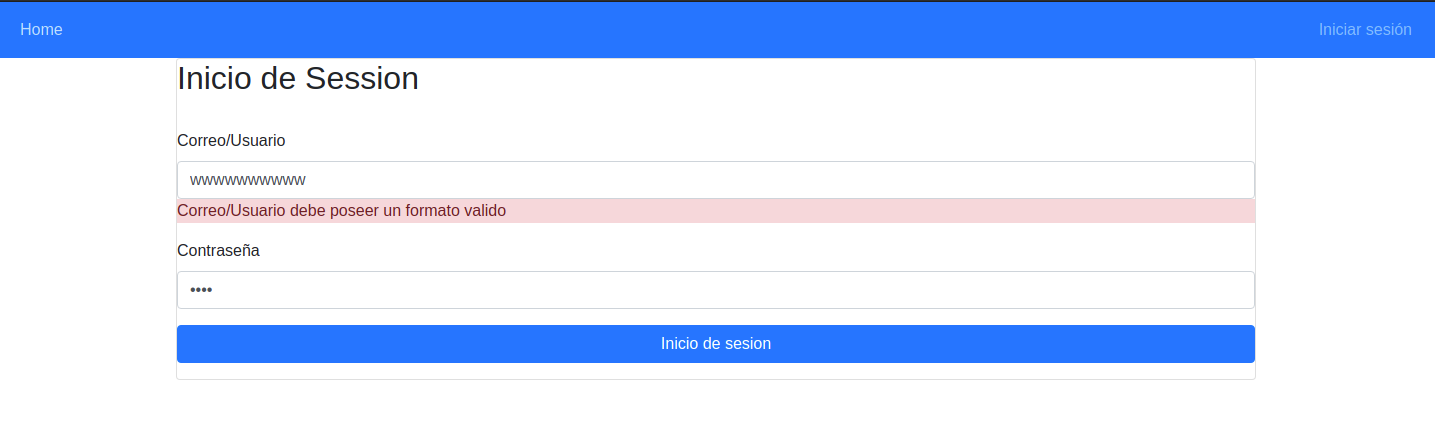 Home
Iniciar sesión
Inicio de Session
Correo/Usuario
wwwwwwwwww
Correo/Usuario debe poseer un formato valido
Contraseña
••••
Inicio de sesion